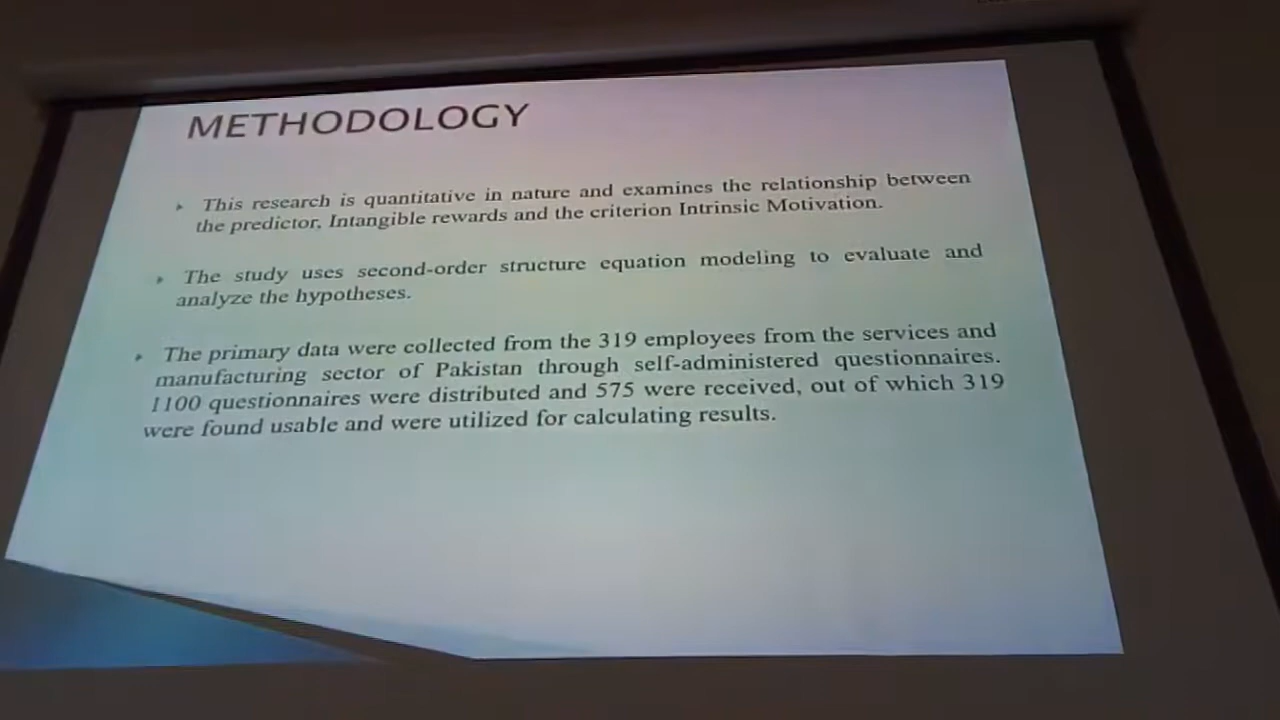 METHODOLOGY
This research is quantitative in nature and examines the relationship between
the predictor, Intangible rewards and the criterion Intrinsic Motivation.
The study uses second-order structure equation modeling to evaluate and
analyze the hypotheses.
The primary data were collected from the 319 employees from the services and
manufacturing sector of Pakistan through self-administered questionnaires.
1100 questionnaires were distributed and 575 were received, out of which 319
were found usable and were utilized for calculating results.